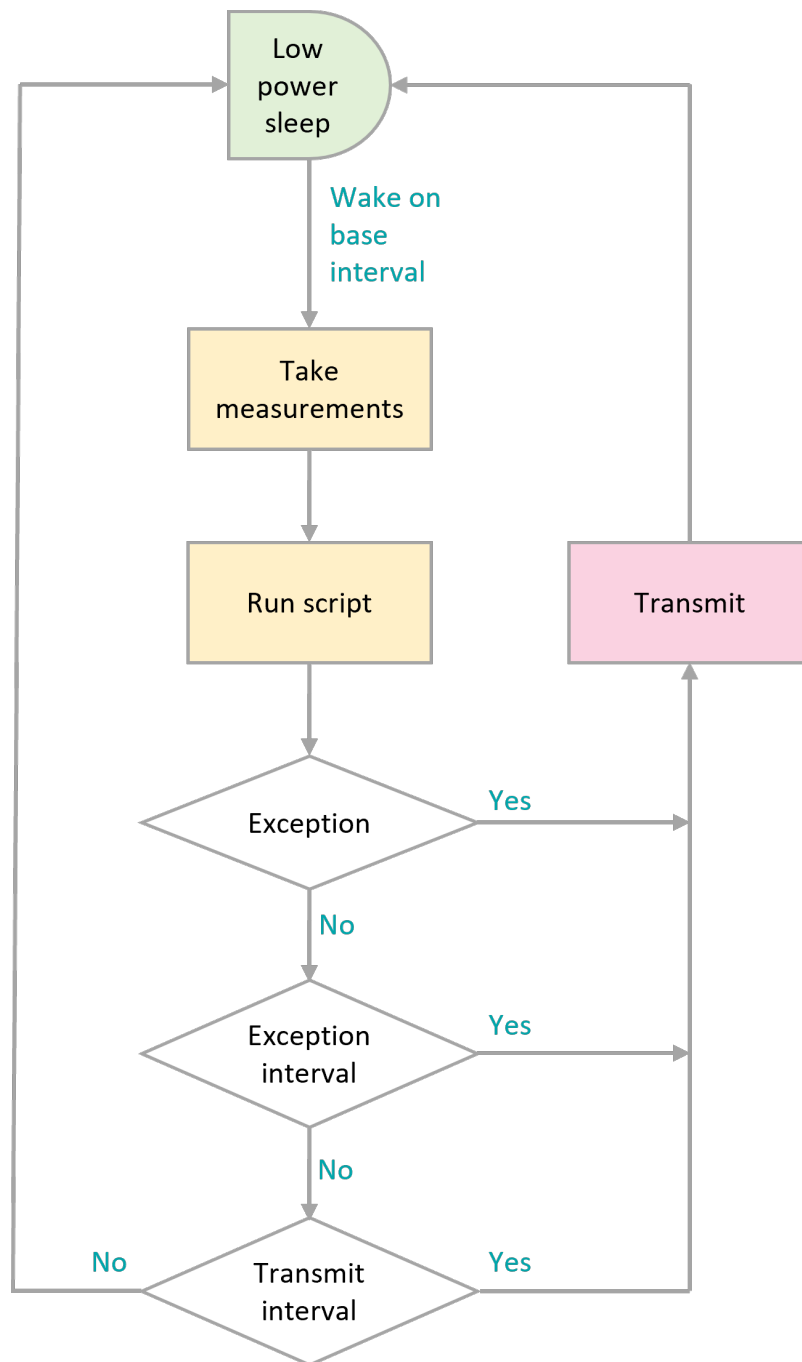 Low
power
sleep
Wake on
base
interval
Take
measurements
Run script
Transmit
Exception
Yes
No
Exception
interval
Yes
No
Transmit
interval
No
Yes